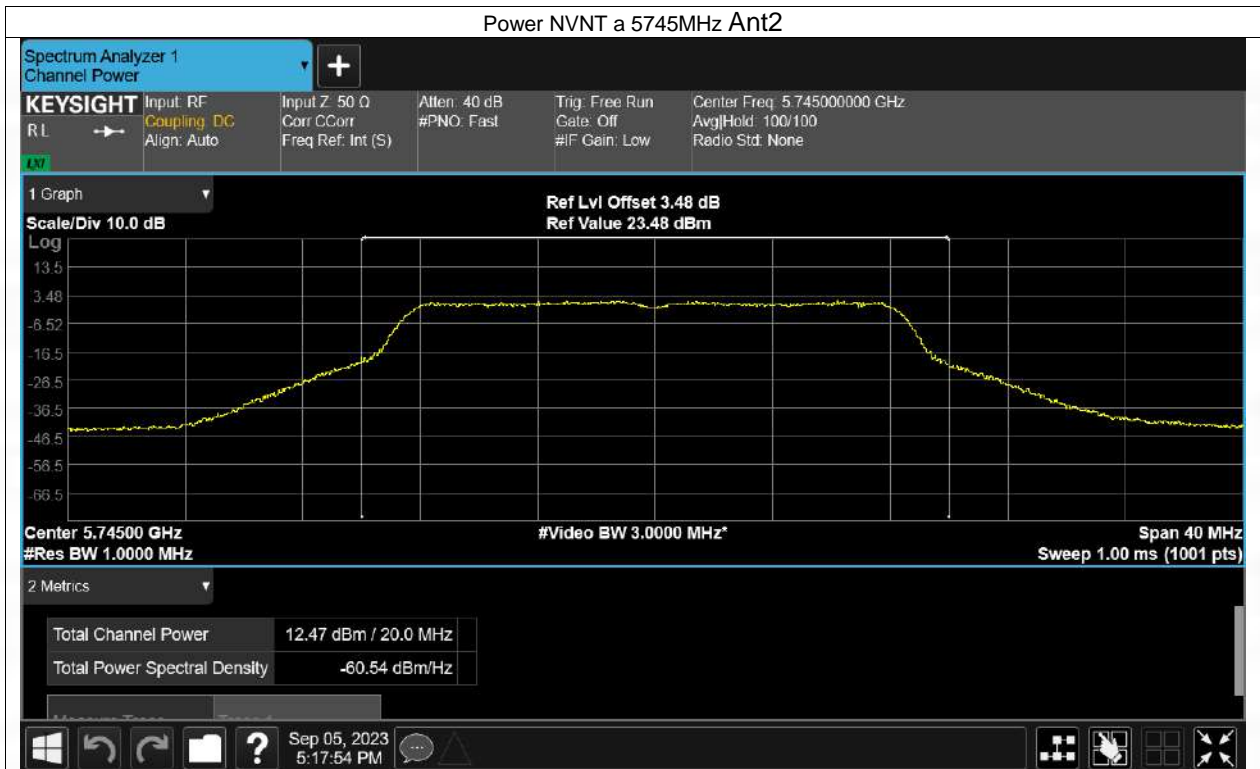 Power NVNT a 5745MHz Ant2
Spectrum Analyzer 1
Channel Power
+
KEYSIGHT
RL
LXI
Input: RF
Coupling: DC
Align: Auto
Input Z: 50 Ω
Corr CCorr
Freq Ref: Int (S)
Atten: 40 dB
#PNO: Fast
Trig: Free Run
Gate: Off
#IF Gain: Low
Center Freq: 5.745000000 GHz
Avg|Hold: 100/100
Radio Std: None
1 Graph
Scale/Div 10.0 dB
Ref Lvl Offset 3.48 dB
Ref Value 23.48 dBm
Log
13.5
3.48
-6.52
-16.5
-26.5
-36.5
-46.5
-56.5
-66.5
Center 5.74500 GHz
#Res BW 1.0000 MHz
#Video BW 3.0000 MHz*
Span 40 MHz
Sweep 1.00 ms (1001 pts)
2 Metrics
Total Channel Power 12.47 dBm / 20.0 MHz
Total Power Spectral Density -60.54 dBm/Hz
?
Sep 05, 2023
5:17:54 PM